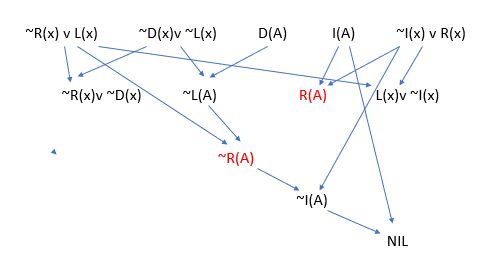 ~R(x) v L(x) ~D(x)v ~L(x) D(A) I(A) ~I(x) v R(x)
~R(x)v ~D(x) ~L(A) R(A) L(x)v ~I(x)
~R(A)
~I(A)
NIL